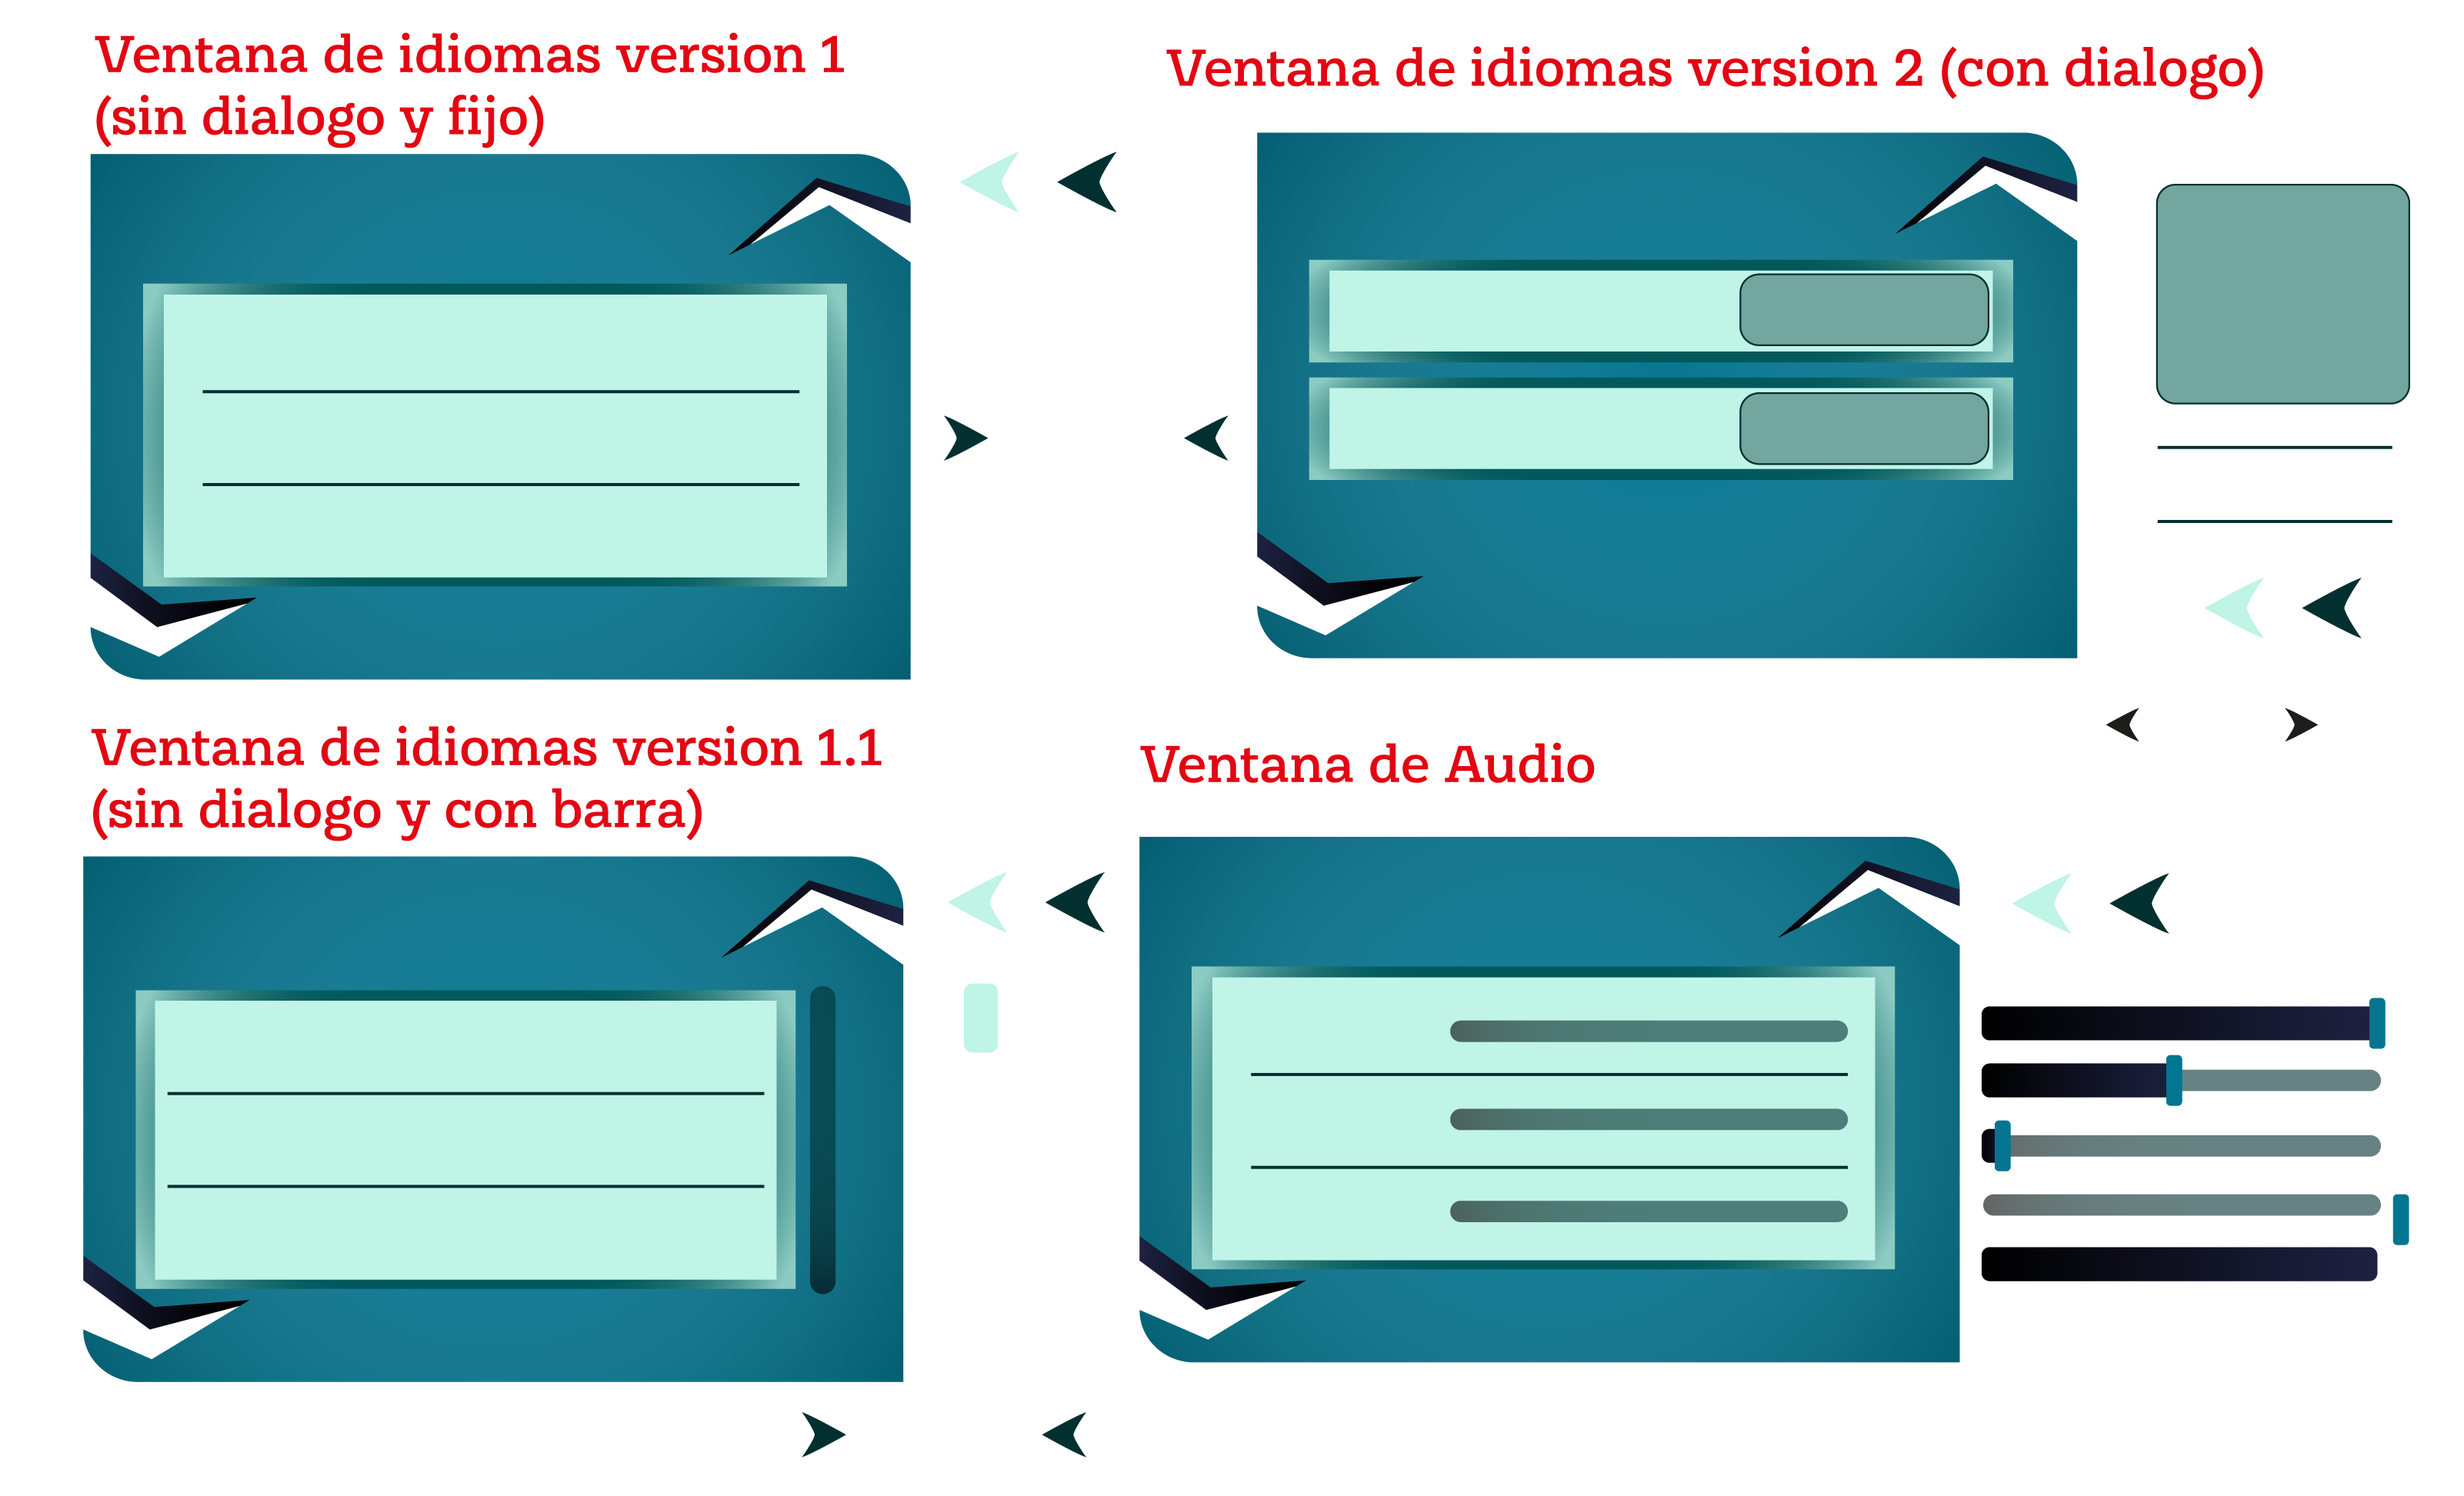 Ventana de idiomas version 1
(sin dialogo y fijo)
Ventana de idiomas version 2 (con dialogo)
Ventana de idiomas version 1.1
(sin dialogo y con barra)
Ventana de Audio